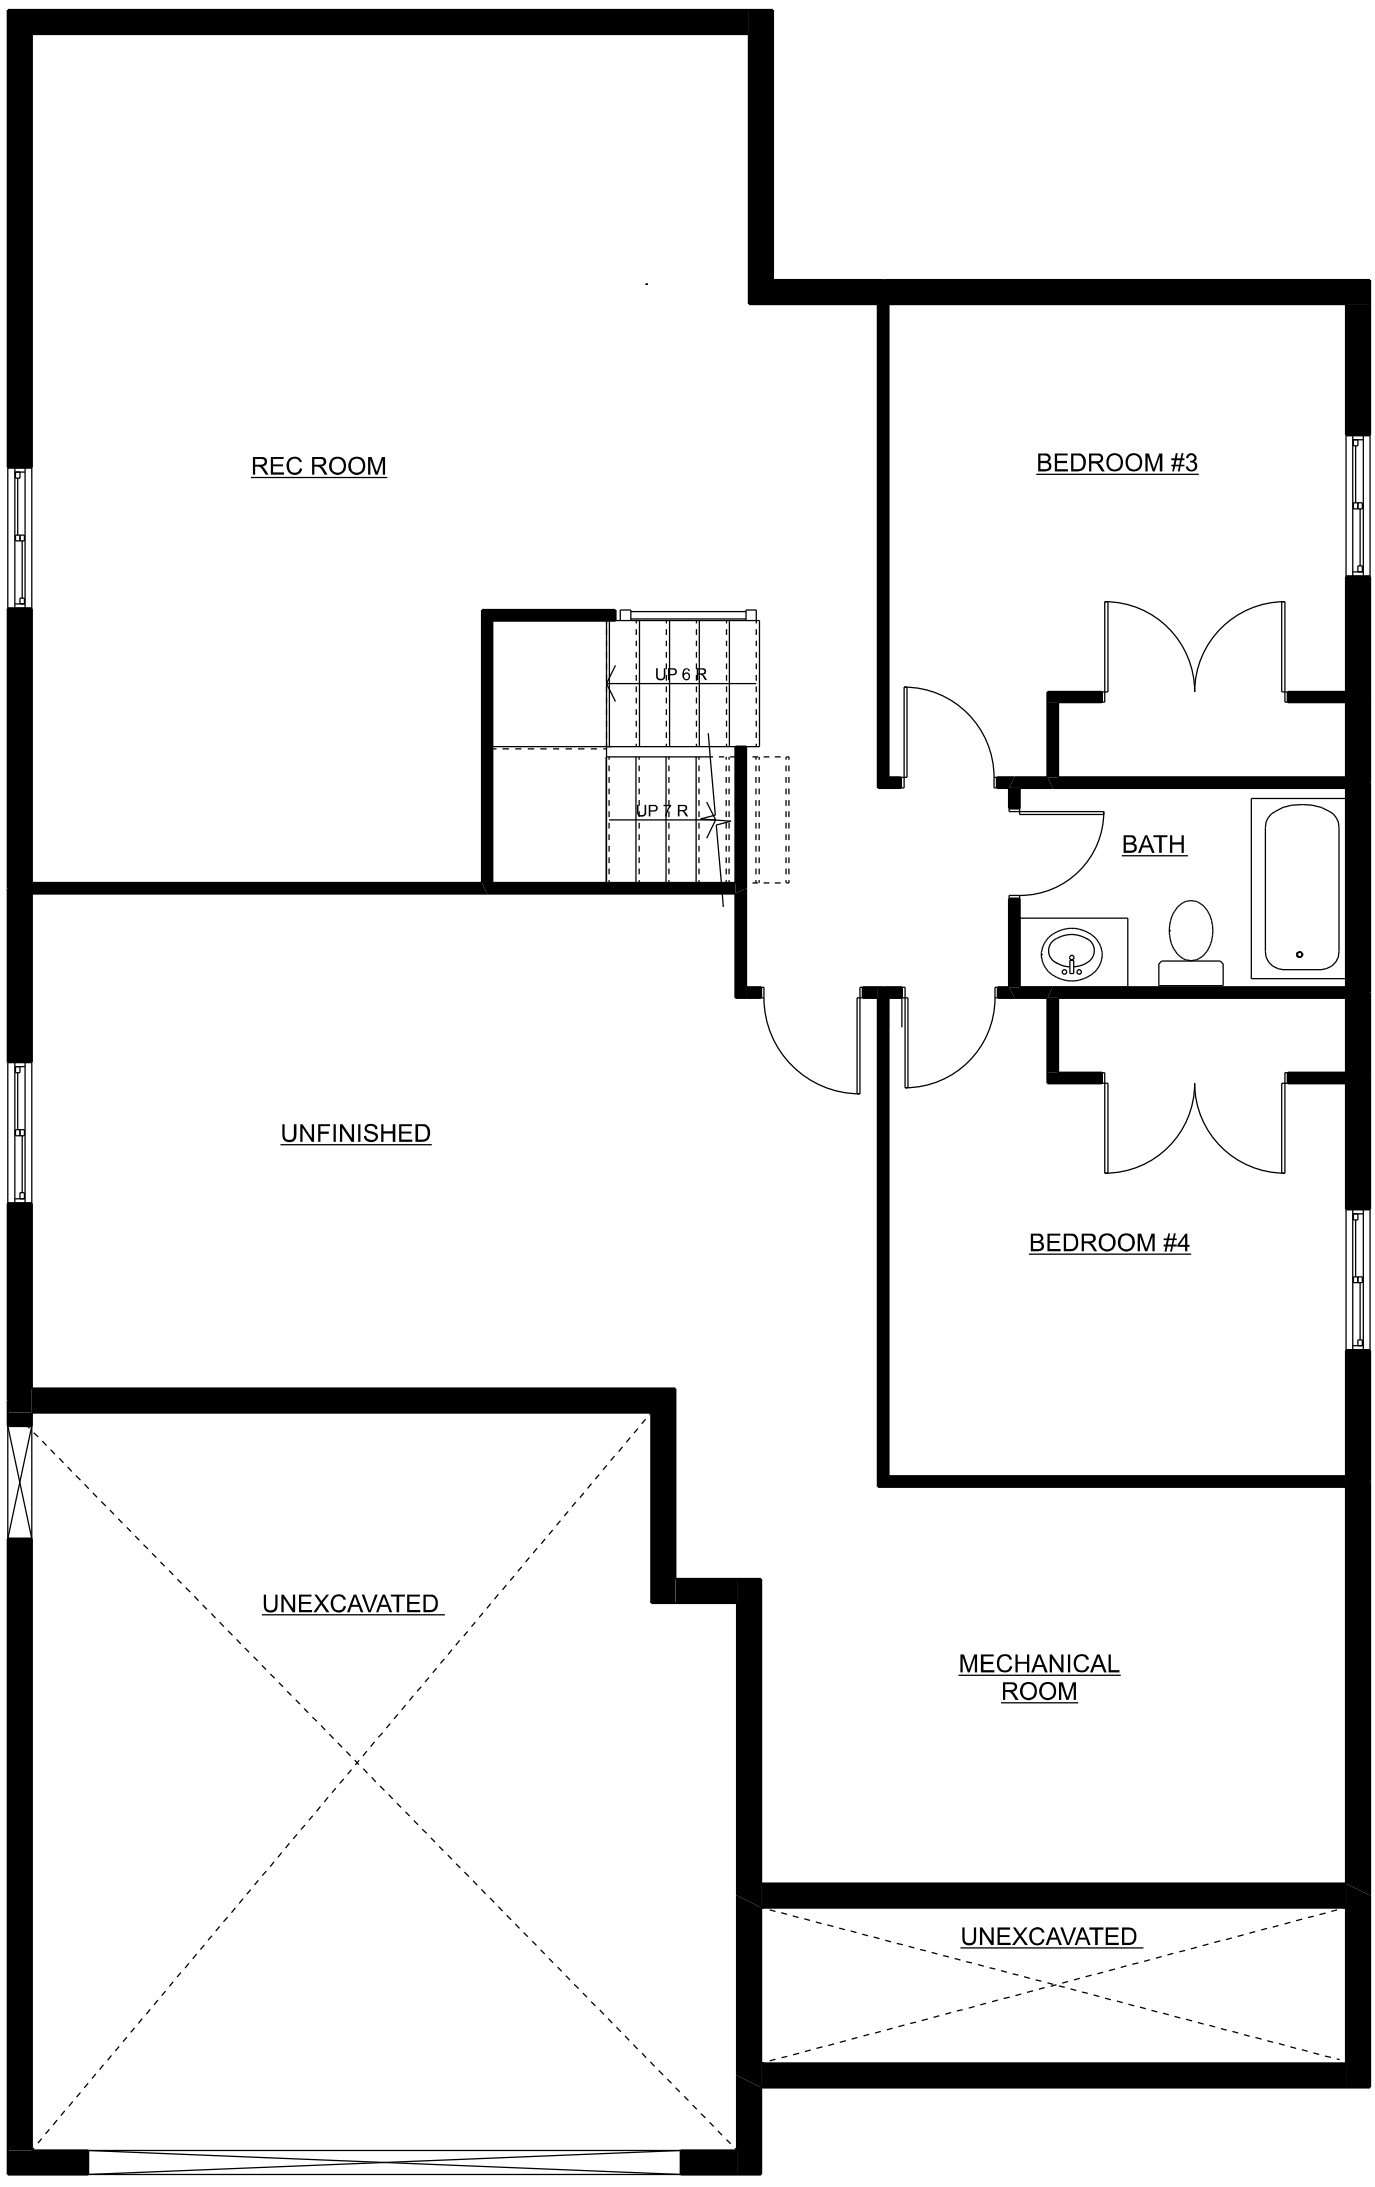 REC ROOM
BEDROOM #3
UP 6 R
UP 7 R
BATH
UNFINISHED
BEDROOM #4
UNEXCAVATED
MECHANICAL
ROOM
UNEXCAVATED